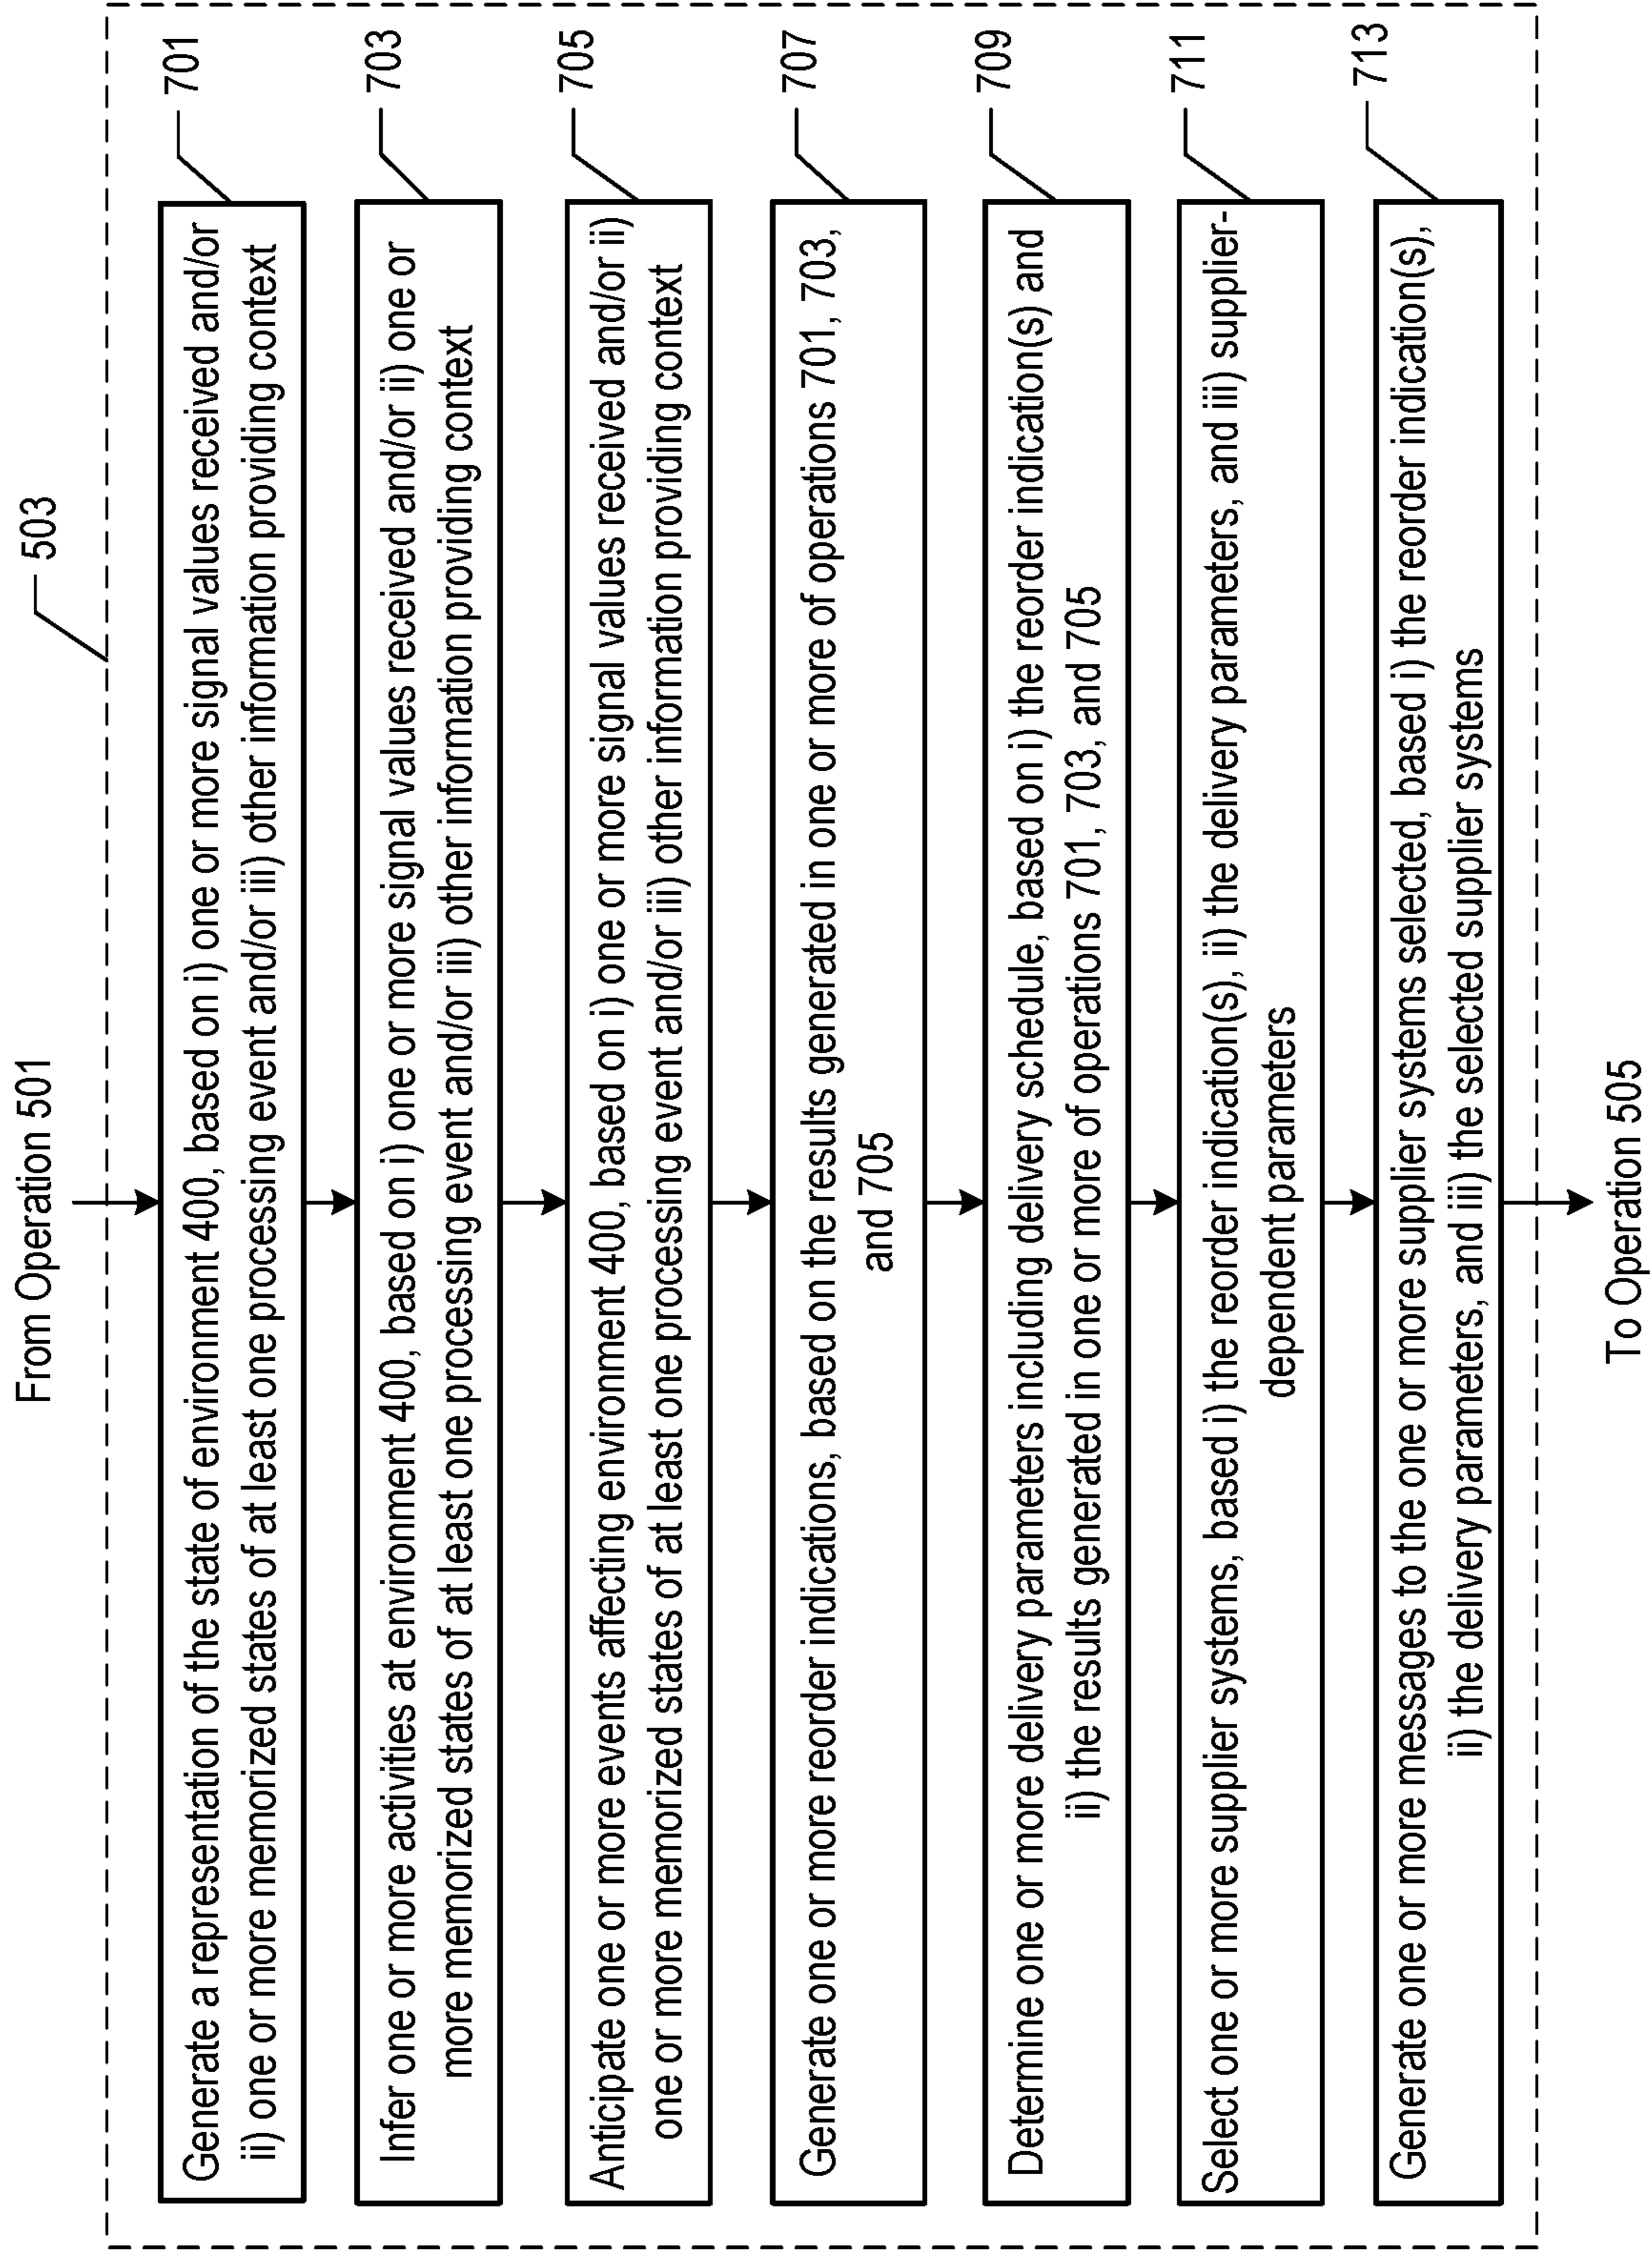 503
From Operation 501
701
Generate a representation of the state of environment 400, based on i) one or more signal values received and/or
ii) one or more memorized states of at least one processing event and/or iii) other information providing context
703
Infer one or more activities at environment 400, based on i) one or more signal values received and/or ii) one or
more memorized states of at least one processing event and/or iii) other information providing context
705
Anticipate one or more events affecting environment 400, based on i) one or more signal values received and/or ii)
one or more memorized states of at least one processing event and/or iii) other information providing context
707
Generate one or more reorder indications, based on the results generated in one or more of operations 701, 703,
and 705
709
Determine one or more delivery parameters including delivery schedule, based on i) the reorder indication(s) and
ii) the results generated in one or more of operations 701, 703, and 705
711
Select one or more supplier systems, based i) the reorder indication(s), ii) the delivery parameters, and iii) supplier-
dependent parameters
713
Generate one or more messages to the one or more supplier systems selected, based i) the reorder indication(s),
ii) the delivery parameters, and iii) the selected supplier systems
To Operation 505